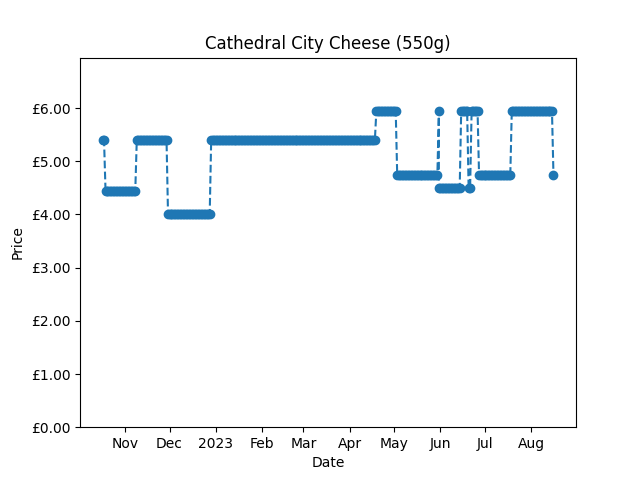 Cathedral City Cheese (550g)
£6.00
£5.00
£4.00
£3.00
£2.00
£1.00
£0.00
Price
Nov Dec 2023 Feb Mar Apr May Jun Jul Aug
Date